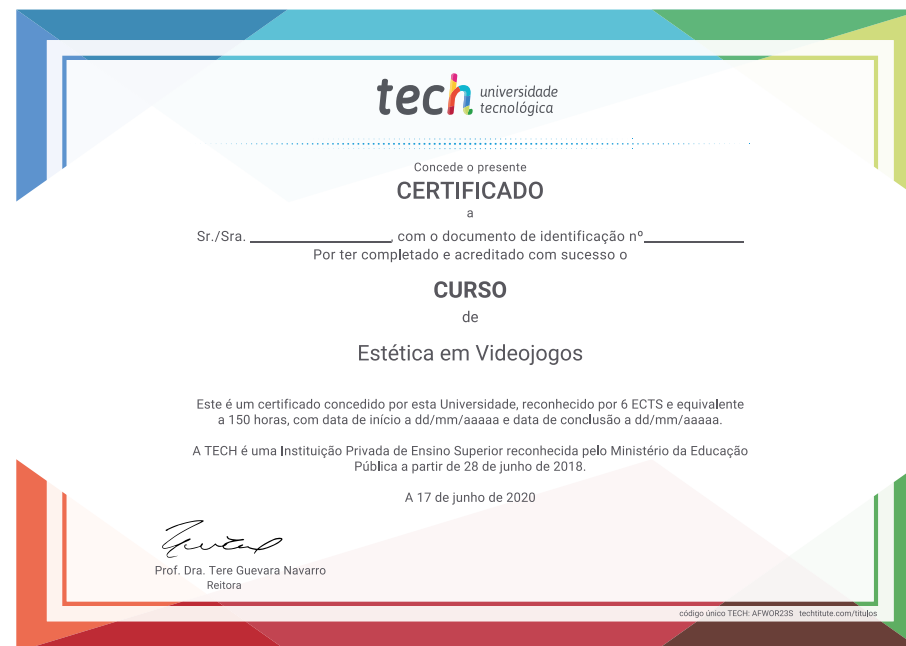 tech universidade
tecnológica
Concede o presente
CERTIFICADO
a
Sr./Sra. ____________________, com o documento de identificação nº______________
Por ter completado e acreditado com sucesso o
CURSO
de
Estética em Videojogos
Este é um certificado concedido por esta Universidade, reconhecido por 6 ECTS e equivalente
a 150 horas, com data de início a dd/mm/aaaaa e data de conclusão a dd/mm/aaaaa.
A TECH é uma Instituição Privada de Ensino Superior reconhecida pelo Ministério da Educação
Pública a partir de 28 de junho de 2018.
A 17 de junho de 2020
Prof. Dra. Tere Guevara Navarro
Reitora
código único TECH: AFWOR23S techtitute.com/titulos